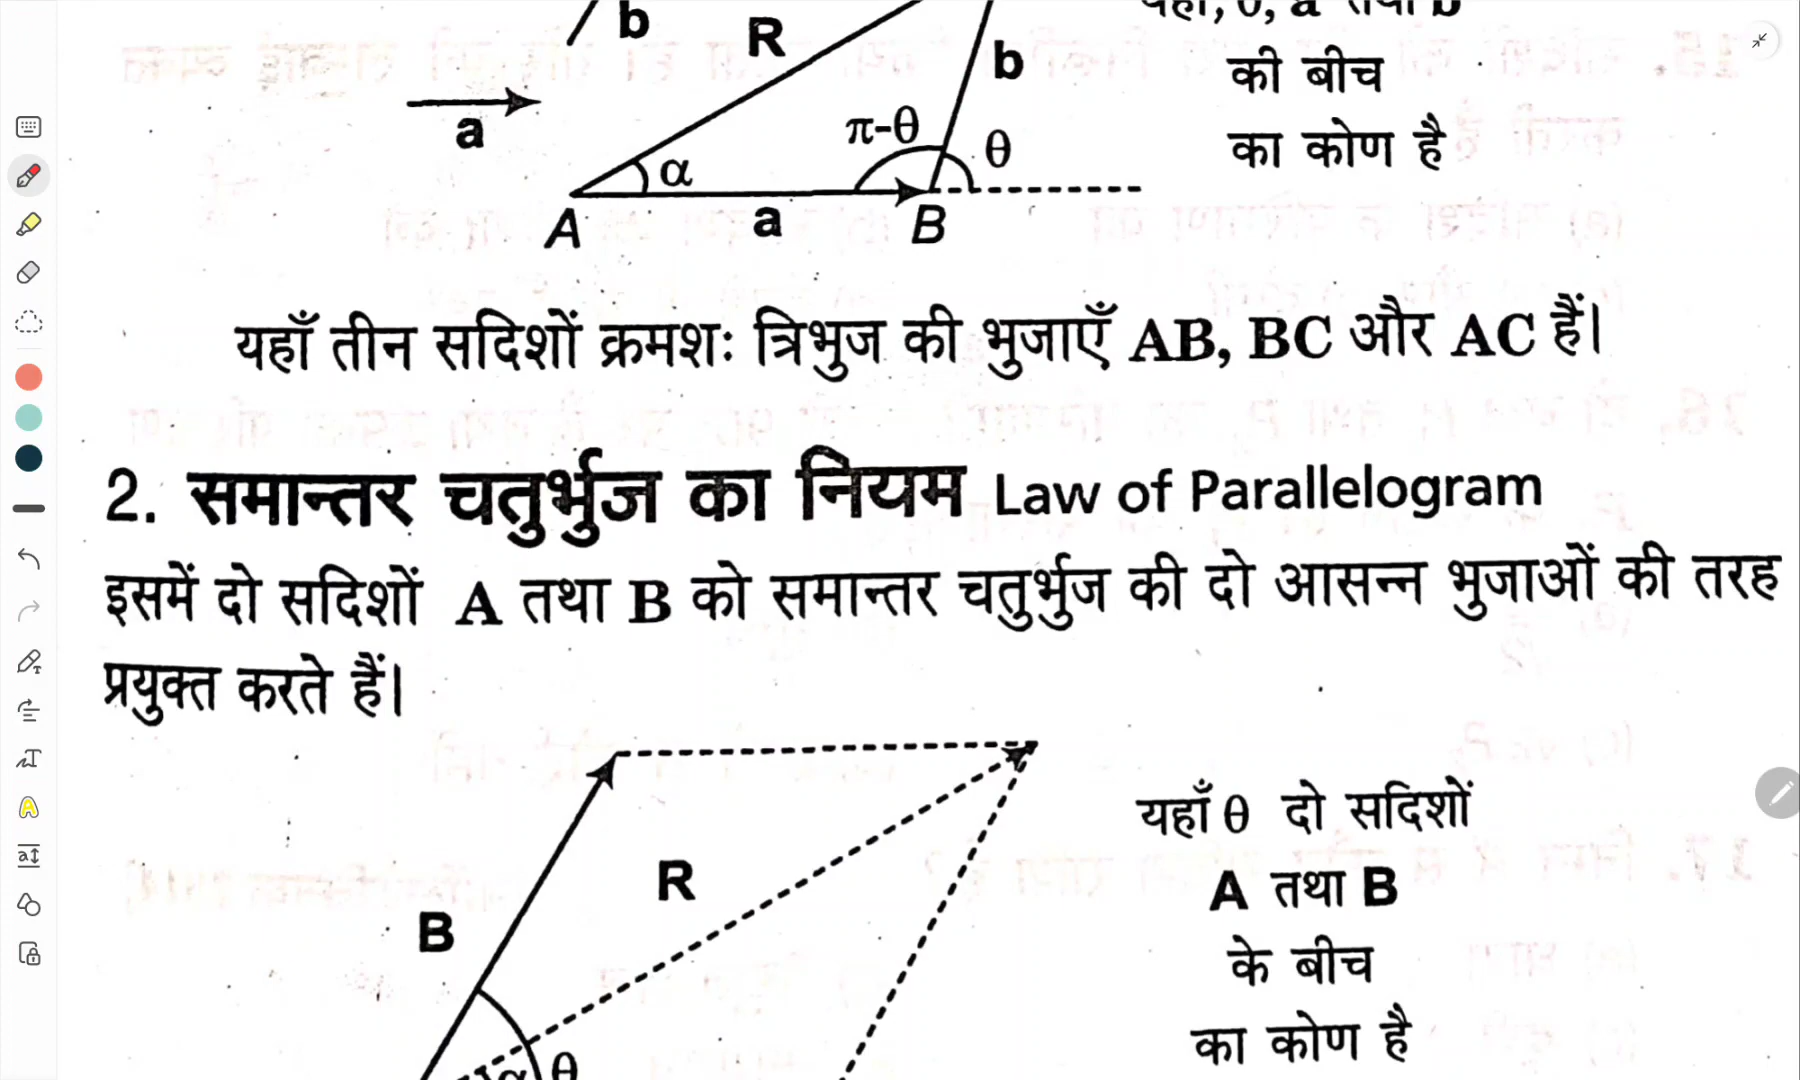 b
R
b
की बीच
a
π-θ
θ
का कोण है
α
A
a
B
यहाँ तीन सदिशों क्रमशः त्रिभुज की भुजाएँ AB, BC और AC हैं।
2. समान्तर चतुर्भुज का नियम Law of Parallelogram
इसमें दो सदिशों A तथा B को समान्तर चतुर्भुज की दो आसन्न भुजाओं की तरह
प्रयुक्त करते हैं।
यहाँ θ दो सदिशों
R
A तथा B
B
के बीच
का कोण है
α
θ